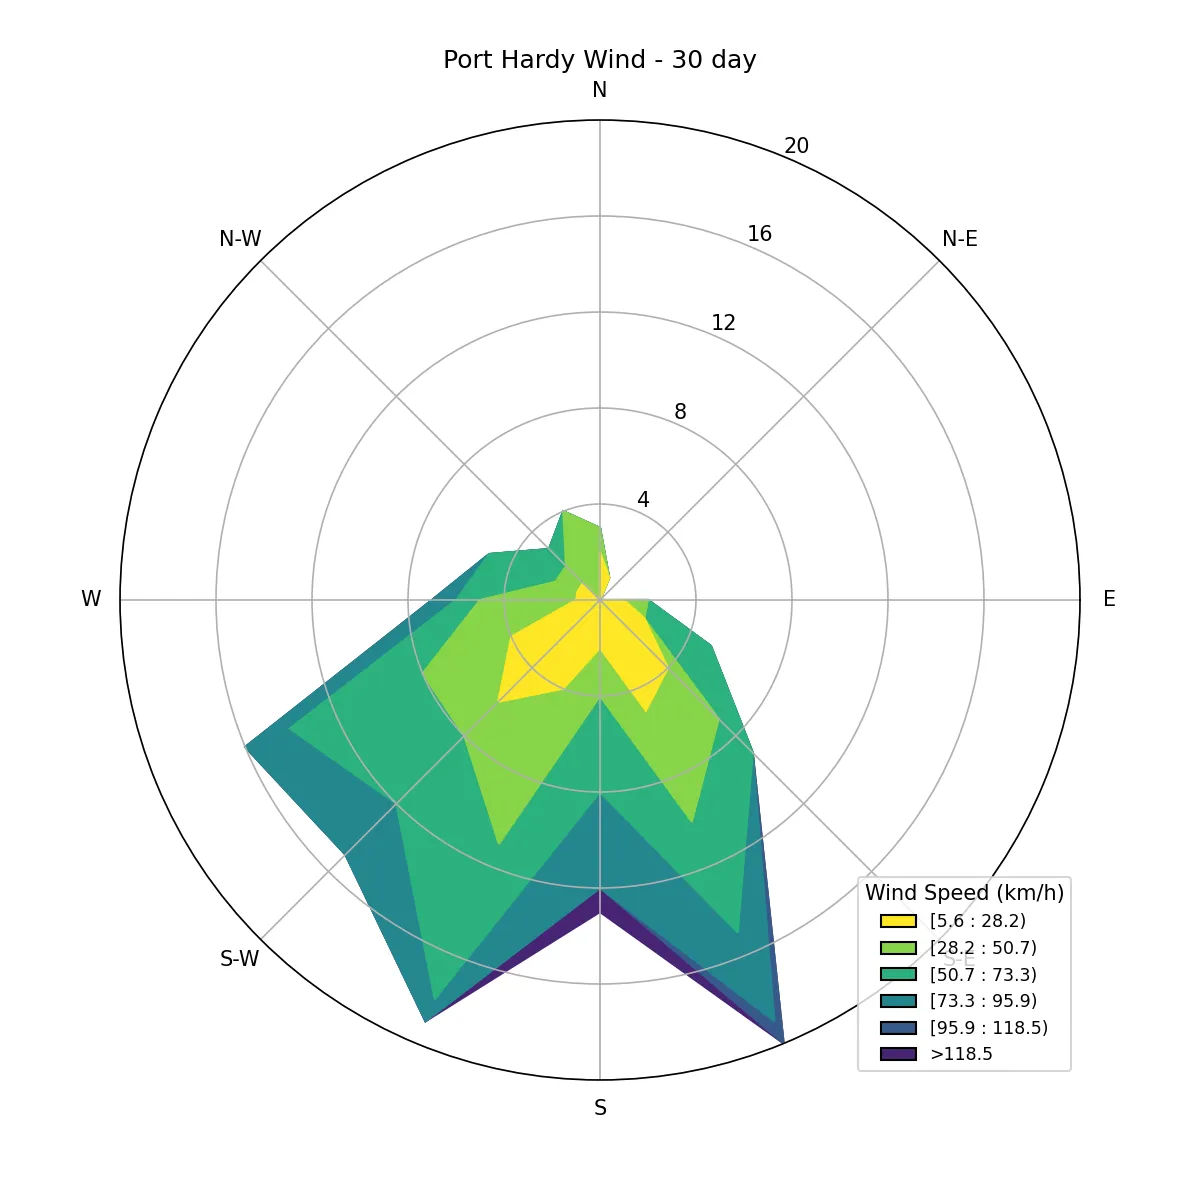 Port Hardy Wind - 30 day
N
20
N-W
N-E
16
12
8
4
W
E
Wind Speed (km/h)
[5.6 : 28.2)
[28.2 : 50.7)
S-W
S-E
[50.7 : 73.3)
[73.3 : 95.9)
[95.9 : 118.5)
>118.5
S